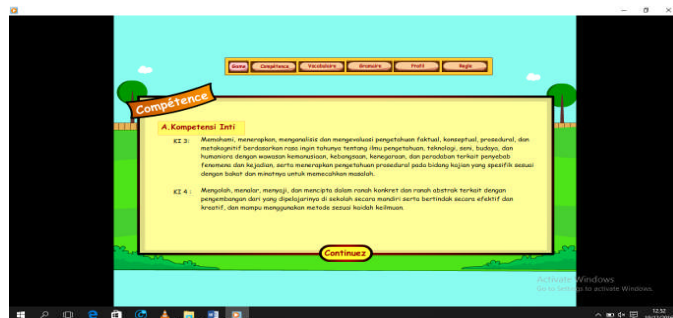 Game Compétence Vocabulaire Gramaire Profil Regle
Compétence
A.Kompetensi Inti
KI 3: Memahami, menerapkan, menganalisis dan mengevaluasi pengetahuan faktual, konseptual, prosedural, dan
metakognitif berdasarkan rasa ingin tahunya tentang ilmu pengetahuan, teknologi, seni, budaya, dan
humaniora dengan wawasan kemanusiaan, kebangsaan, kenegaraan, dan peradaban terkait penyebab
fenomena dan kejadian, serta menerapkan pengetahuan prosedural pada bidang kajian yang spesifik sesuai
dengan bakat dan minatnya untuk memecahkan masalah.
KI 4 : Mengolah, menalar, menyaji, dan mencipta dalam ranah konkret dan ranah abstrak terkait dengan
pengembangan dari yang dipelajarinya di sekolah secara mandiri serta bertindak secara efektif dan
kreatif, dan mampu menggunakan metode sesuai kaidah keilmuan
Continuez
Activate Windows
Go to Settings to activate Windows.
12:52